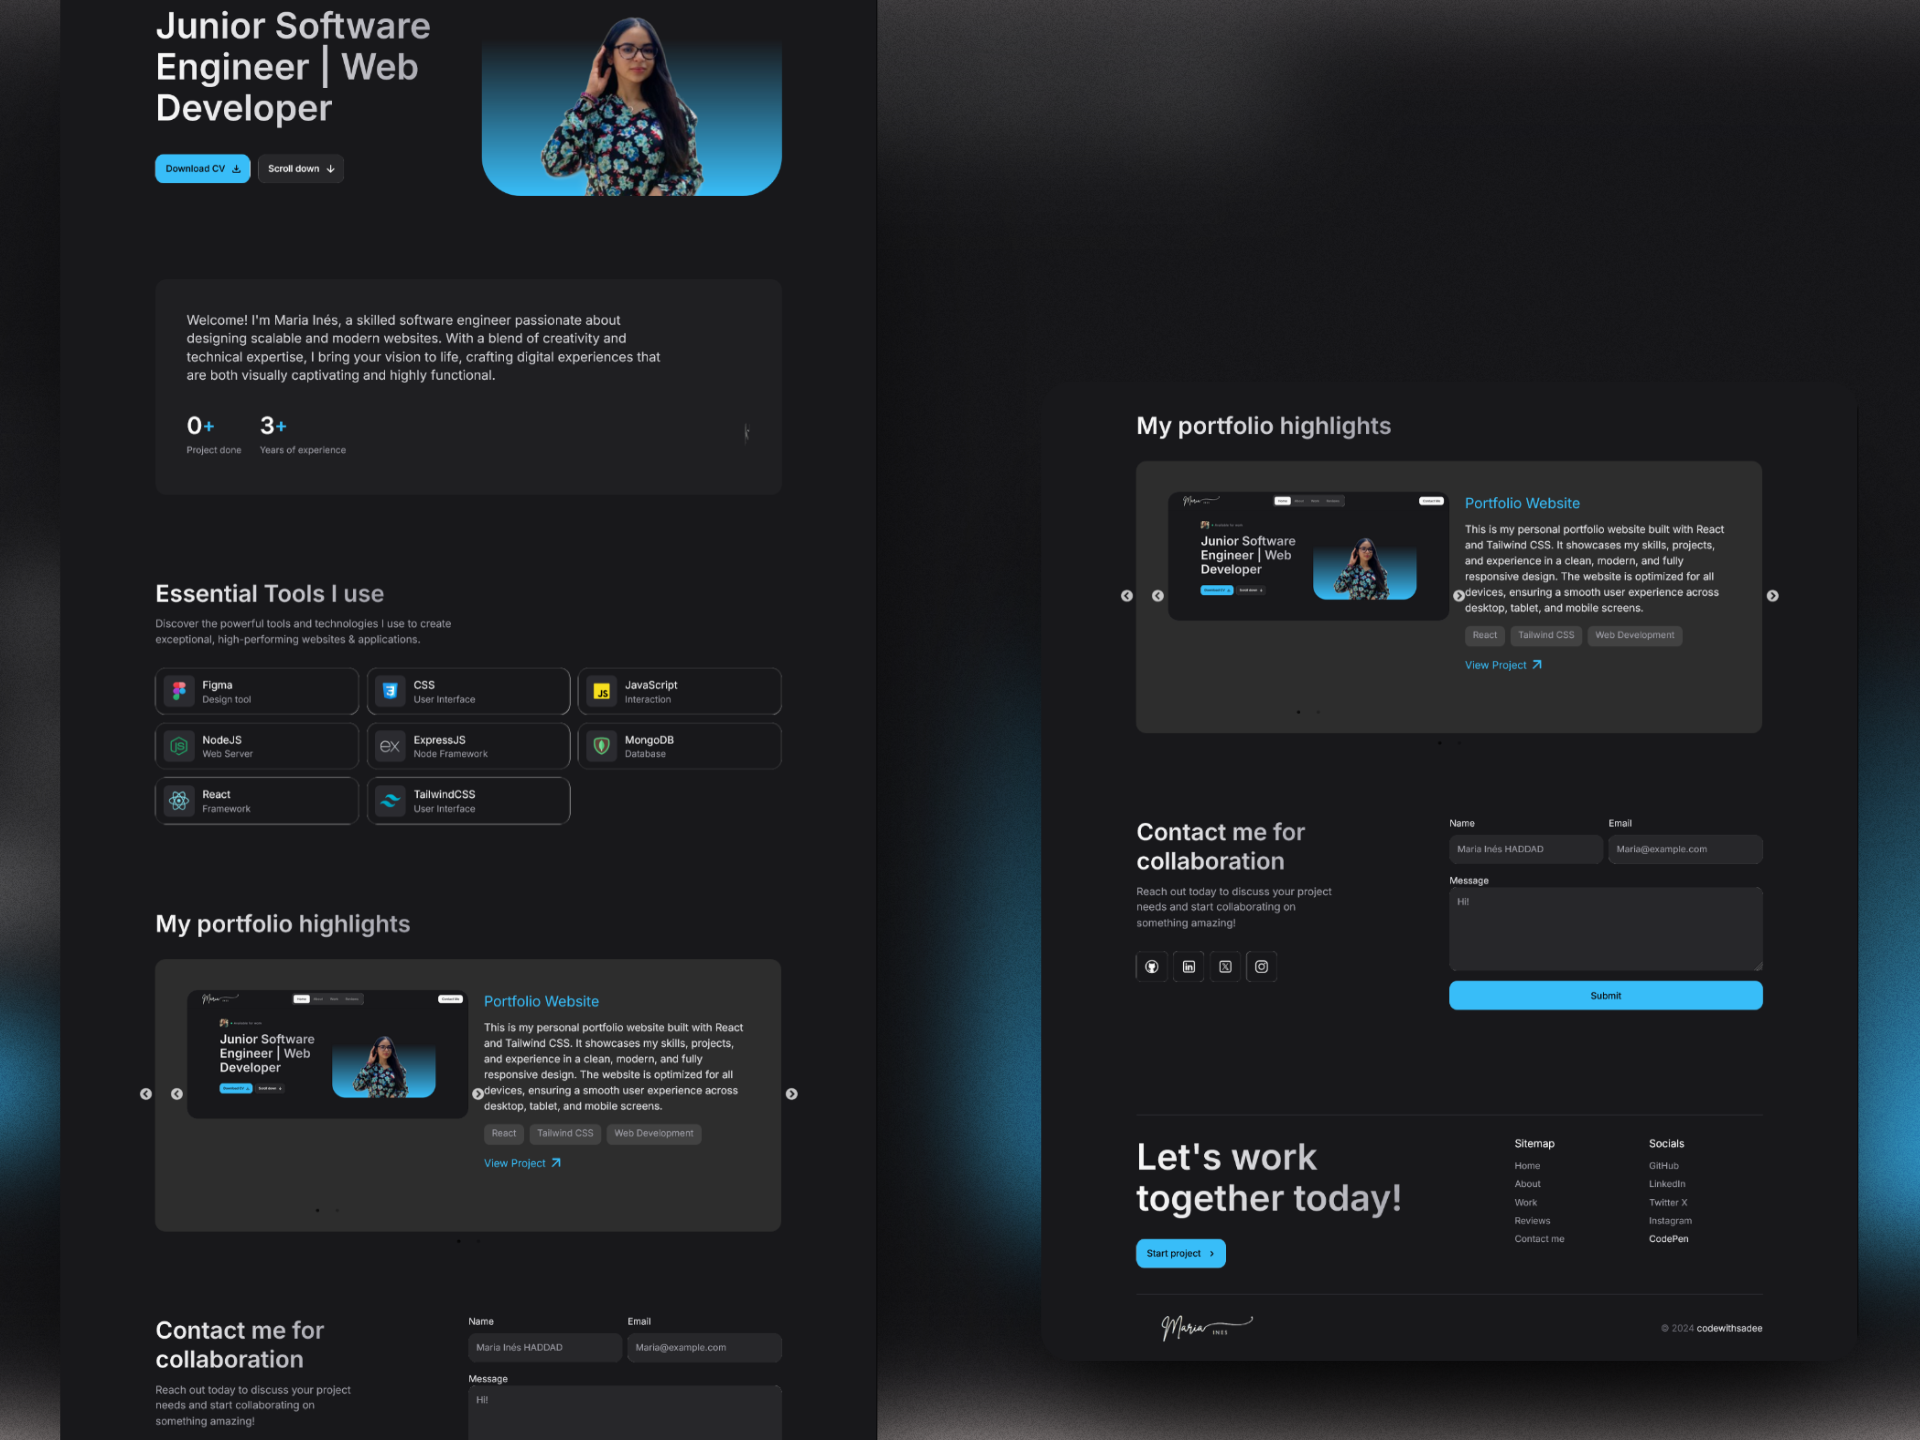 Junior Software
Engineer | Web
Developer
Download CV
Scroll down
Welcome! I'm Maria Inés, a skilled software engineer passionate about
designing scalable and modern websites. With a blend of creativity and
technical expertise, I bring your vision to life, crafting digital experiences that
are both visually captivating and highly functional.
0+
Project done
3+
Years of experience
Essential Tools I use
Discover the powerful tools and technologies I use to create
exceptional, high-performing websites & applications.
Figma
Design tool
CSS
User Interface
JavaScript
JS
Interaction
NodeJS
Web Server
ex
ExpressJS
Node Framework
MongoDB
Database
React
Framework
TailwindCSS
User Interface
My portfolio highlights
Maria
Junior Software
Engineer | Web
Developer
Download CV
Scroll down
Portfolio Website
This is my personal portfolio website built with React
and Tailwind CSS. It showcases my skills, projects,
and experience in a clean, modern, and fully
responsive design. The website is optimized for all
devices, ensuring a smooth user experience across
desktop, tablet, and mobile screens.
React
Tailwind CSS
Web Development
View Project
Contact me for
collaboration
Reach out today to discuss your project
needs and start collaborating on
something amazing!
Name
Maria Inés HADDAD
Email
Maria@example.com
Message
Hi!
My portfolio highlights
Maria
Junior Software
Engineer | Web
Developer
Download CV
Scroll down
Portfolio Website
This is my personal portfolio website built with React
and Tailwind CSS. It showcases my skills, projects,
and experience in a clean, modern, and fully
responsive design. The website is optimized for all
devices, ensuring a smooth user experience across
desktop, tablet, and mobile screens.
React
Tailwind CSS
Web Development
View Project
Contact me for
collaboration
Reach out today to discuss your project
needs and start collaborating on
something amazing!
Name
Maria Inés HADDAD
Email
Maria@example.com
Message
Hi!
Submit
Let's work
together today!
Start project
Sitemap
Home
About
Work
Reviews
Contact me
Socials
GitHub
LinkedIn
Twitter X
Instagram
CodePen
Maria INES
© 2024 codewithsadee